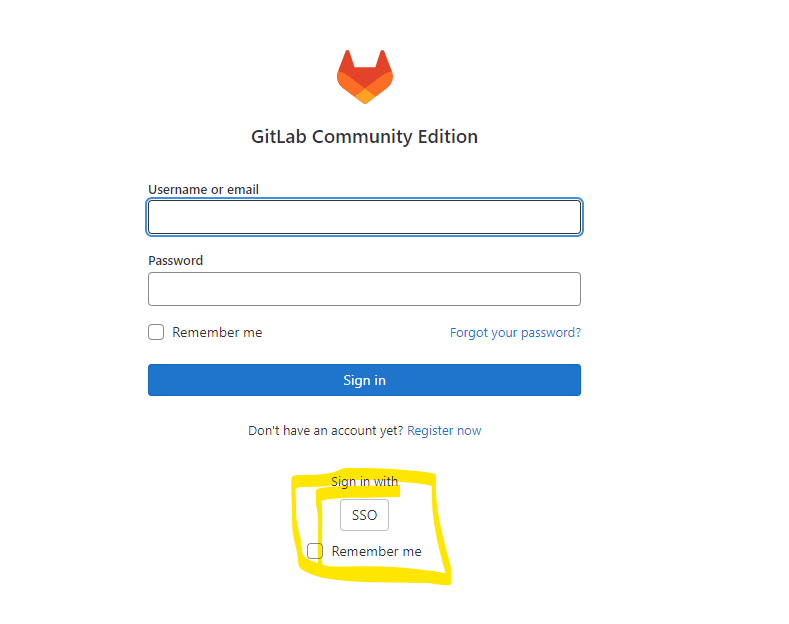 GitLab Community Edition
Username or email
Password
Remember me Forgot your password?
Sign in
Don't have an account yet? Register now
Sign in with
SSO
Remember me